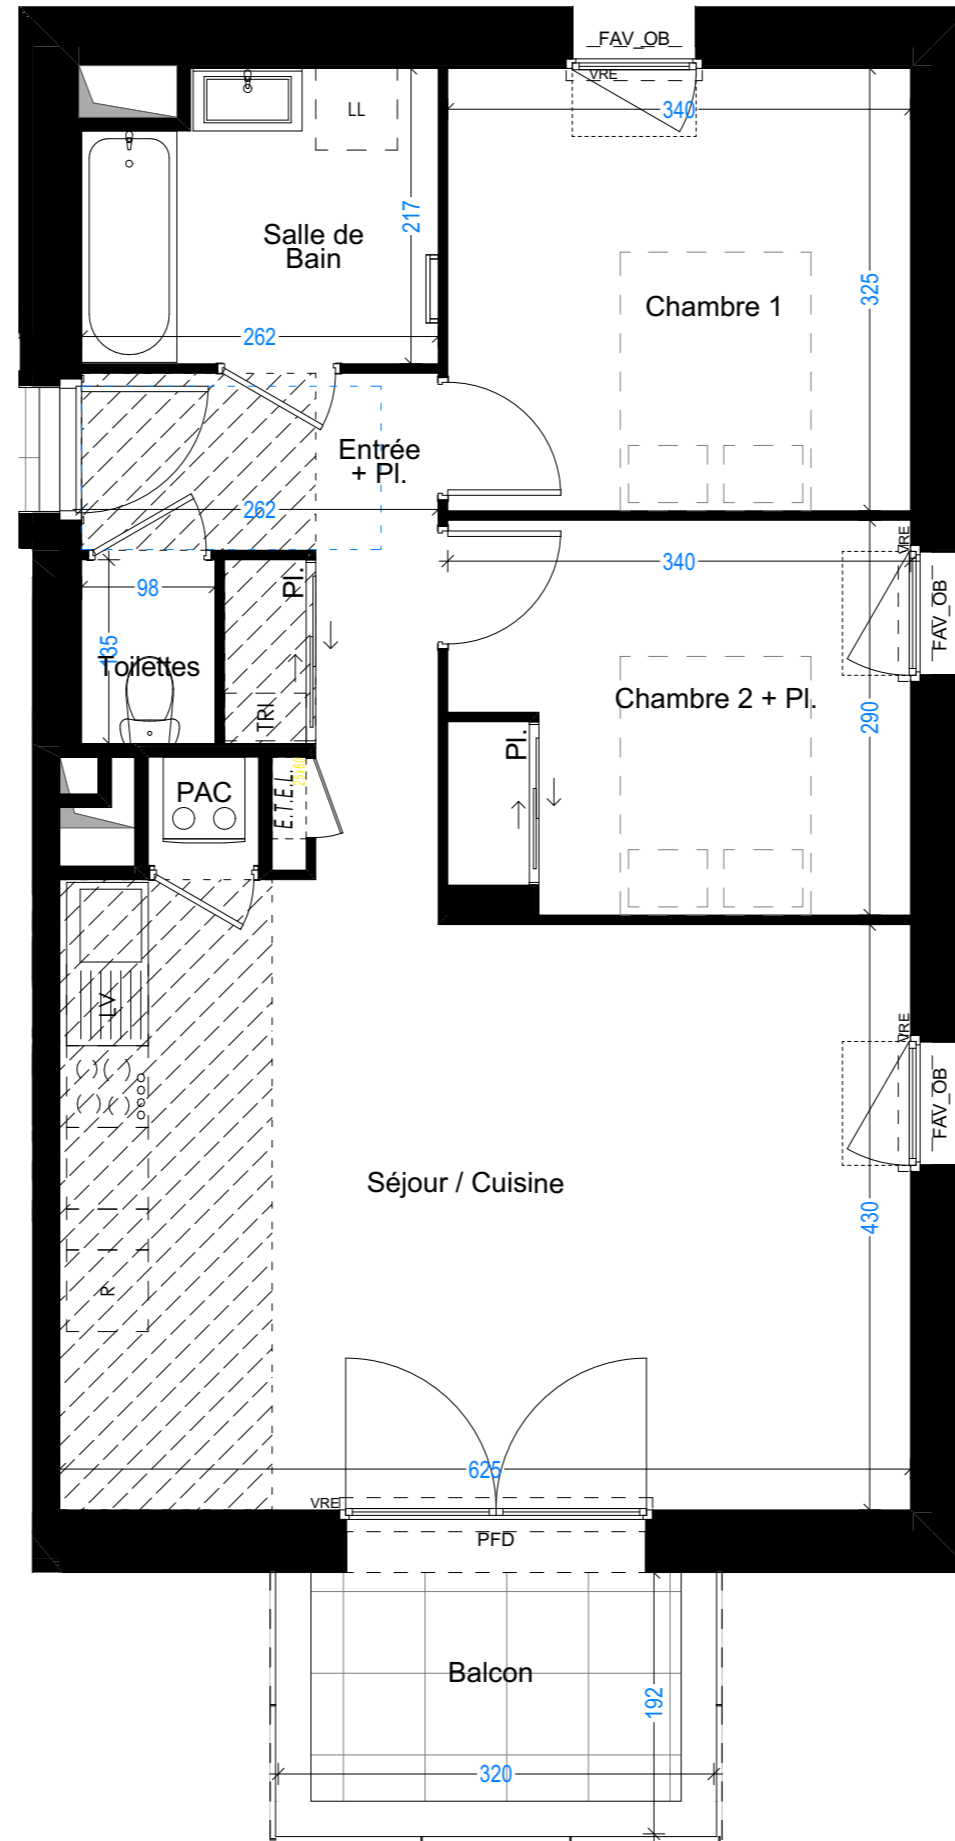 FAV_OB
VRE
340
LL
217
Salle de
Bain
325
Chambre 1
262
Entrée
+ Pl.
262
VRE
340
FAV_OB
98
Pl.
135
Toilettes
TRI
Chambre 2 + Pl.
290
Pl.
PAC
E.T.E.L.
LV
VRE
FAV_OB
Séjour / Cuisine
430
R
625
VRE
PFD
Balcon
192
320